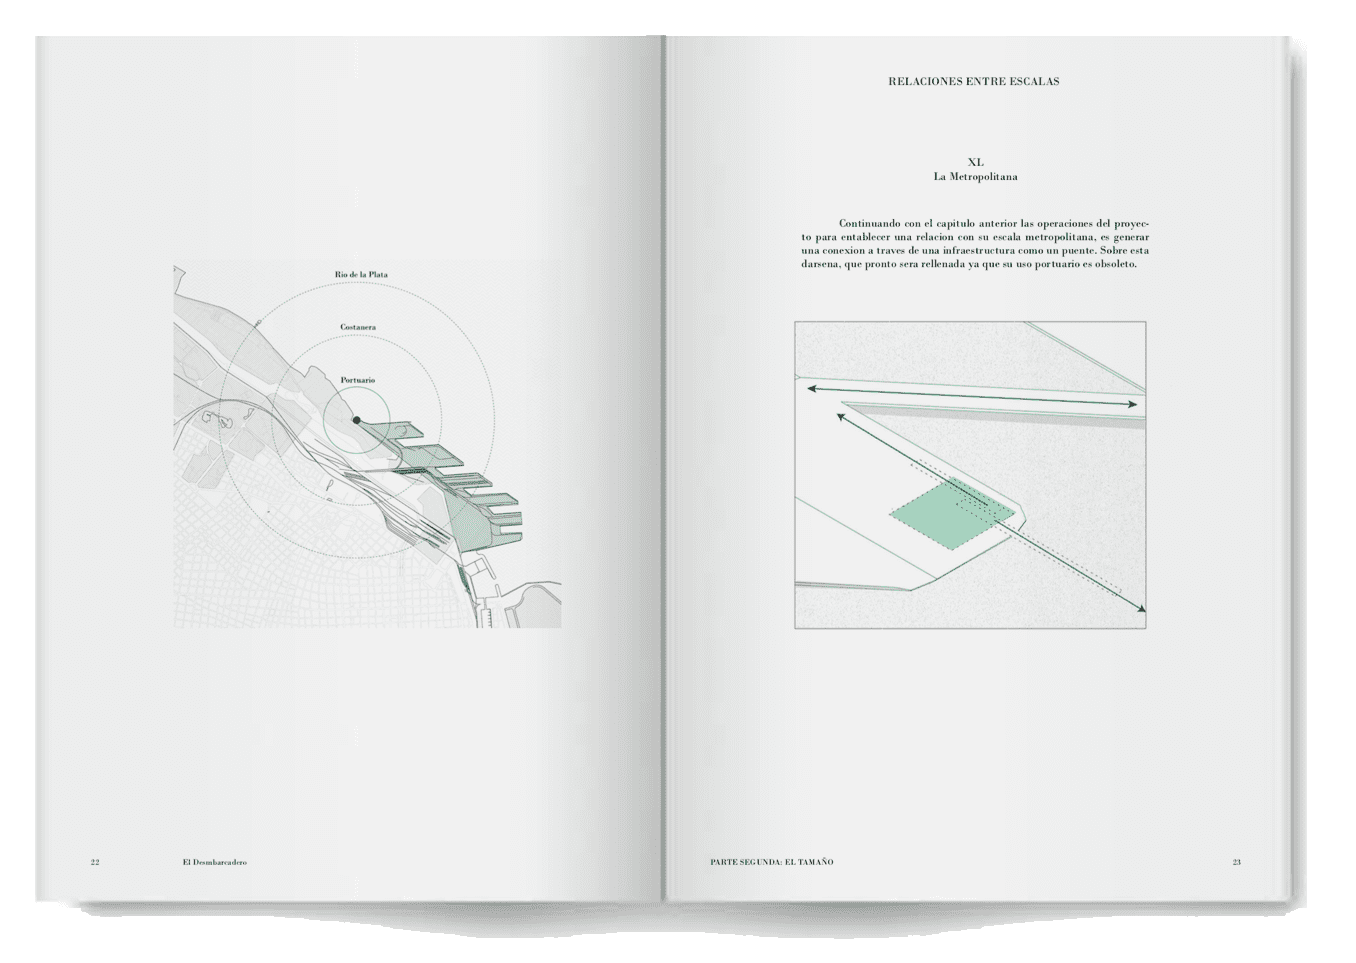 Rio de la Plata
Costanera
Portuario
22
El Desmbarcadero
RELACIONES ENTRE ESCALAS
XL
La Metropolitana
Continuando con el capitulo anterior las operaciones del proyec-
to para entablecer una relacion con su escala metropolitana, es generar
una conexion a traves de una infraestructura como un puente. Sobre esta
darsena, que pronto sera rellenada ya que su uso portuario es obsoleto.
PARTE SEGUNDA: EL TAMAÑO
23